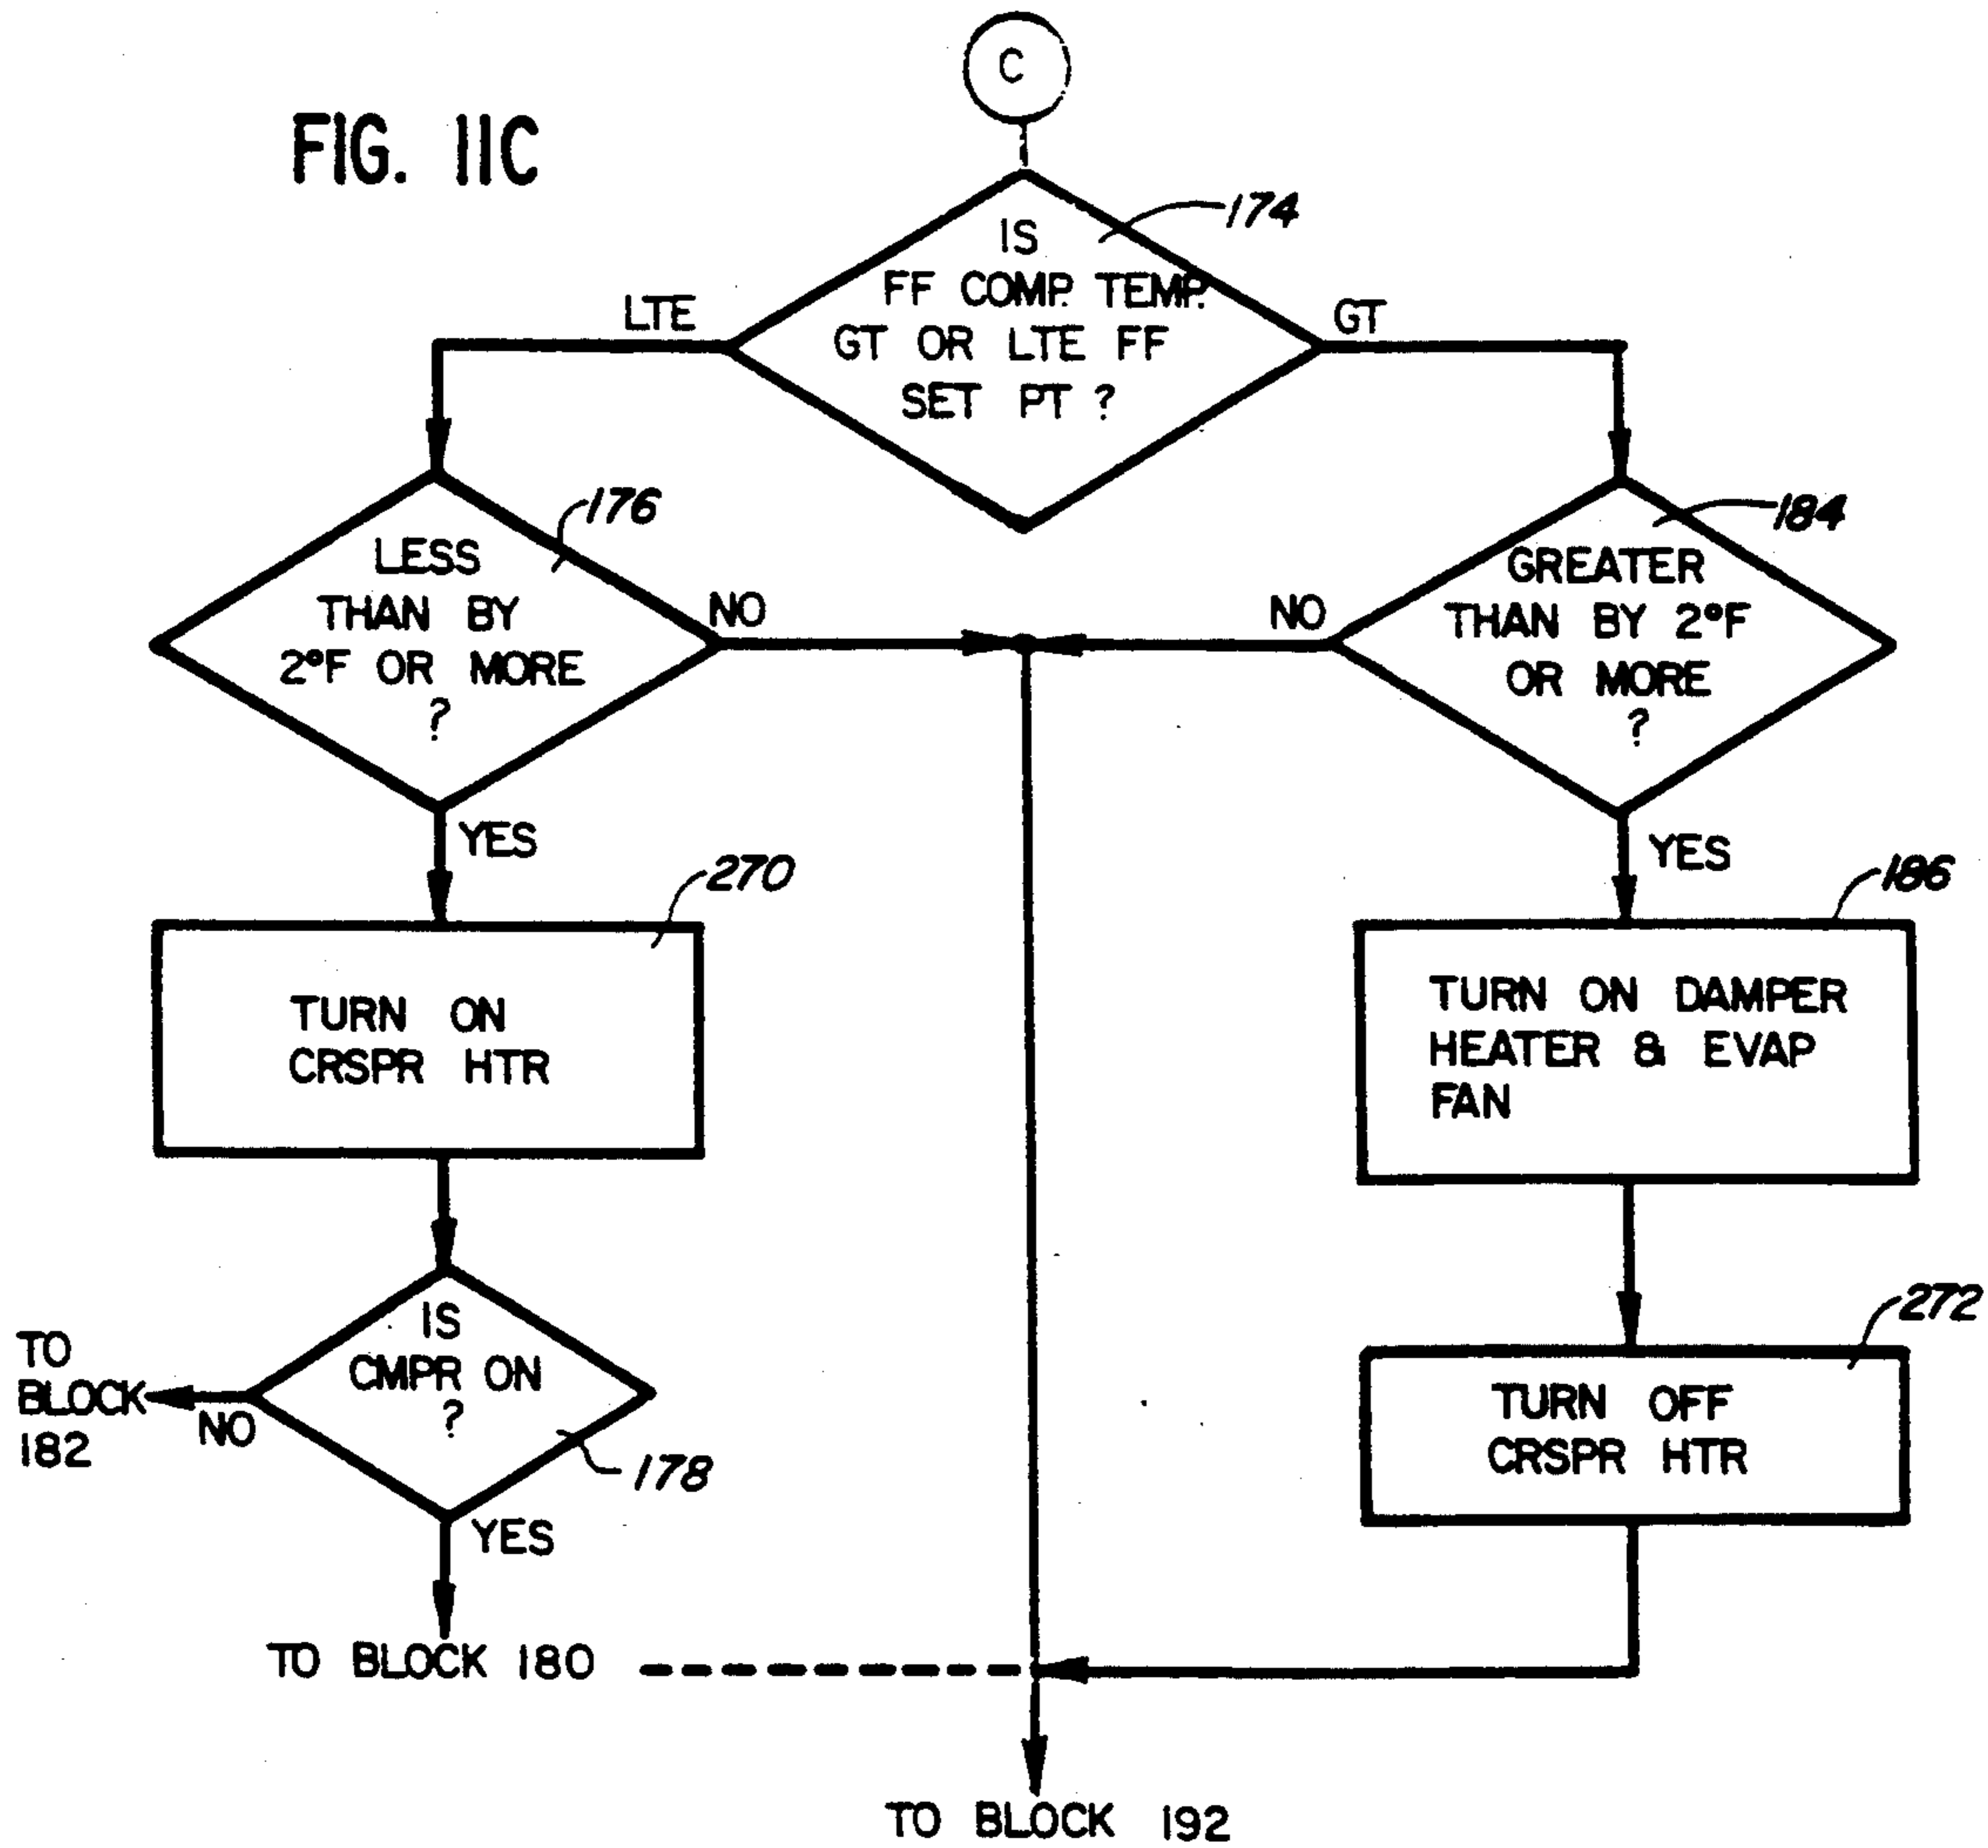 C
FIG. 11C
174
IS
FF COMP. TEMP.
GT OR LTE FF
SET PT ?
LTE
GT
176
LESS
THAN BY
2°F OR MORE
?
NO
YES
184
GREATER
THAN BY 2°F
OR MORE
?
NO
YES
270
TURN ON
CRSPR HTR
186
TURN ON DAMPER
HEATER & EVAP
FAN
IS
CMPR ON
?
178
TO
BLOCK
182
NO
YES
272
TURN OFF
CRSPR HTR
TO BLOCK 180
TO BLOCK 192